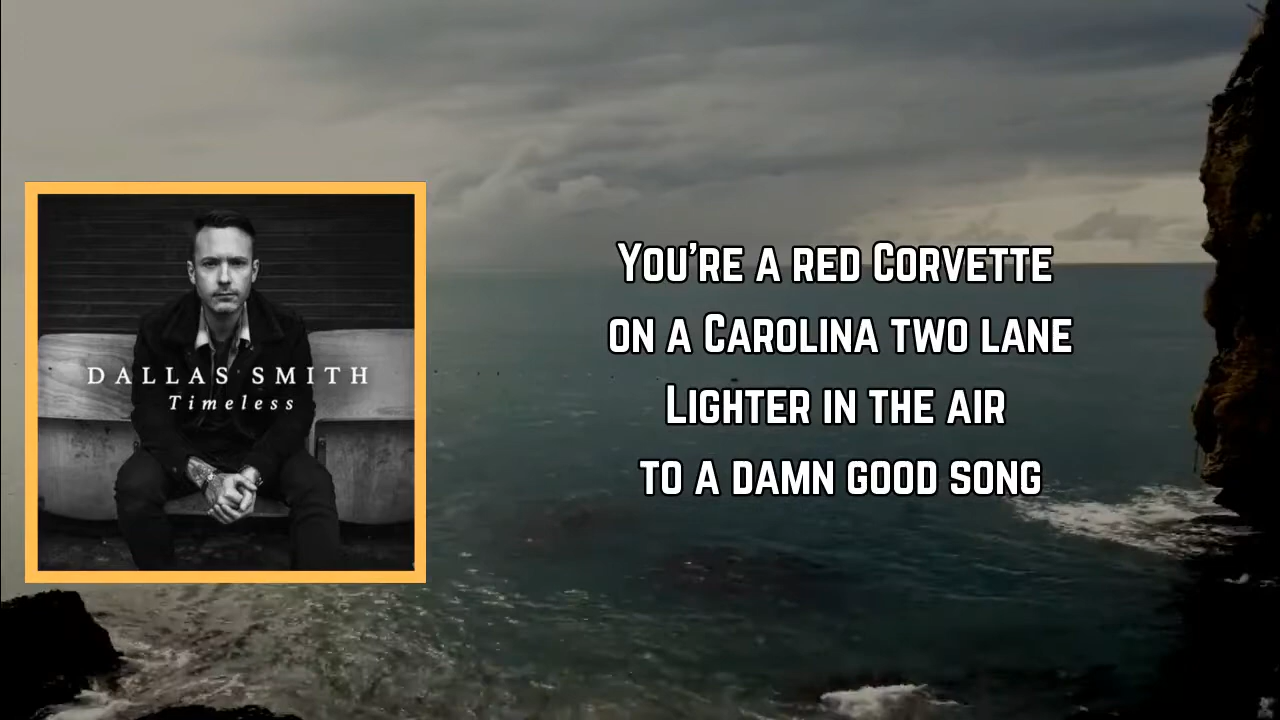 DALLAS SMITH
Timeless
You're a red Corvette
on a Carolina two lane
Lighter in the air
to a damn good song